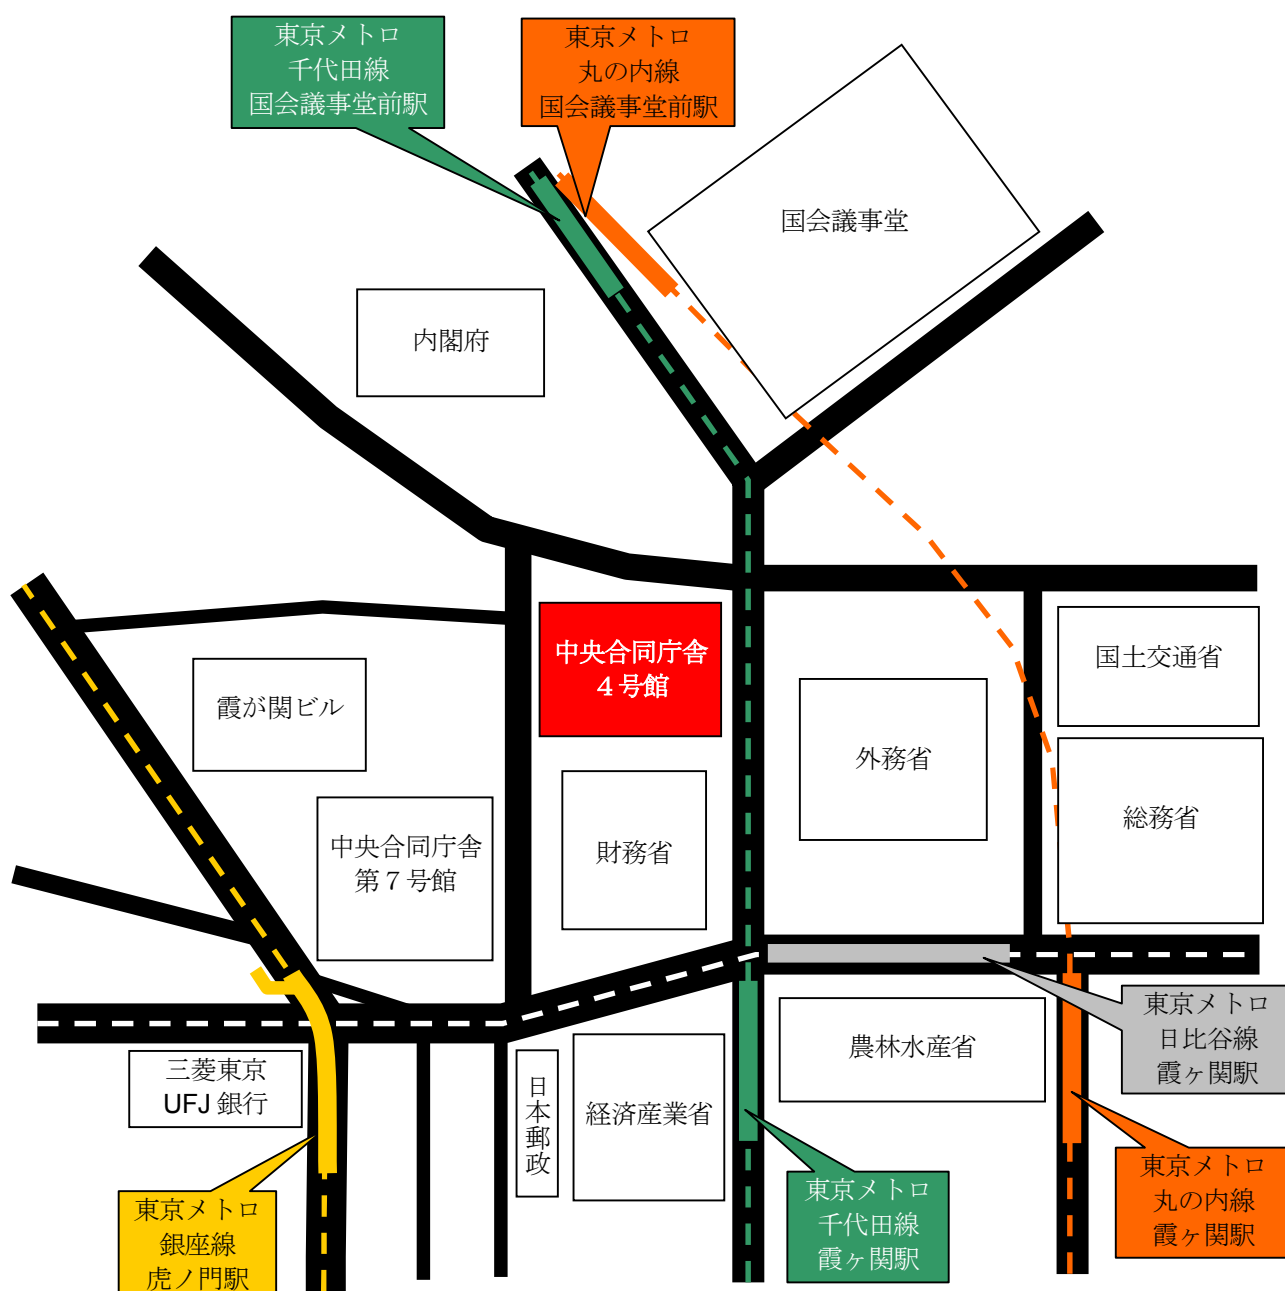 東京メトロ
千代田線
国会議事堂前駅
東京メトロ
丸の内線
国会議事堂前駅
国会議事堂
内閣府
中央合同庁舎
４号館
国土交通省
霞が関ビル
外務省
総務省
中央合同庁舎
第７号館
財務省
東京メトロ
日比谷線
霞ヶ関駅
農林水産省
三菱東京
UFJ 銀行
日本郵政
経済産業省
東京メトロ
銀座線
虎ノ門駅
東京メトロ
千代田線
霞ヶ関駅
東京メトロ
丸の内線
霞ヶ関駅